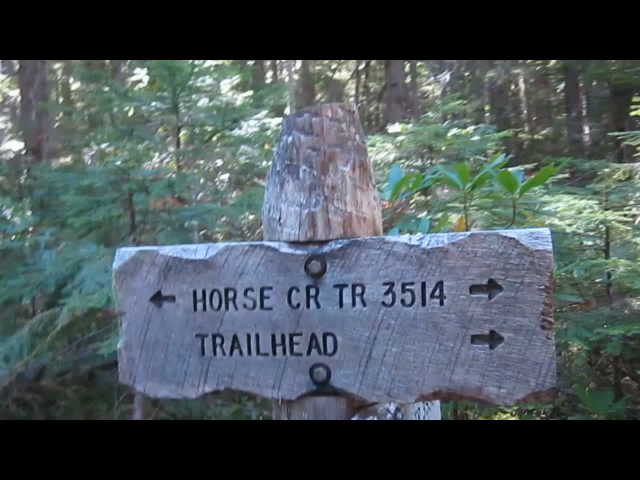 ← HORSE CR TR 3514 →
TRAILHEAD →